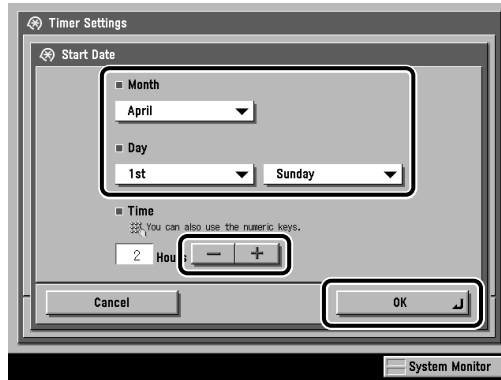 Timer Settings
Start Date
Month
April
Day
1st Sunday
Time
You can also use the numeric keys.
2 Hours
Cancel OK
System Monitor